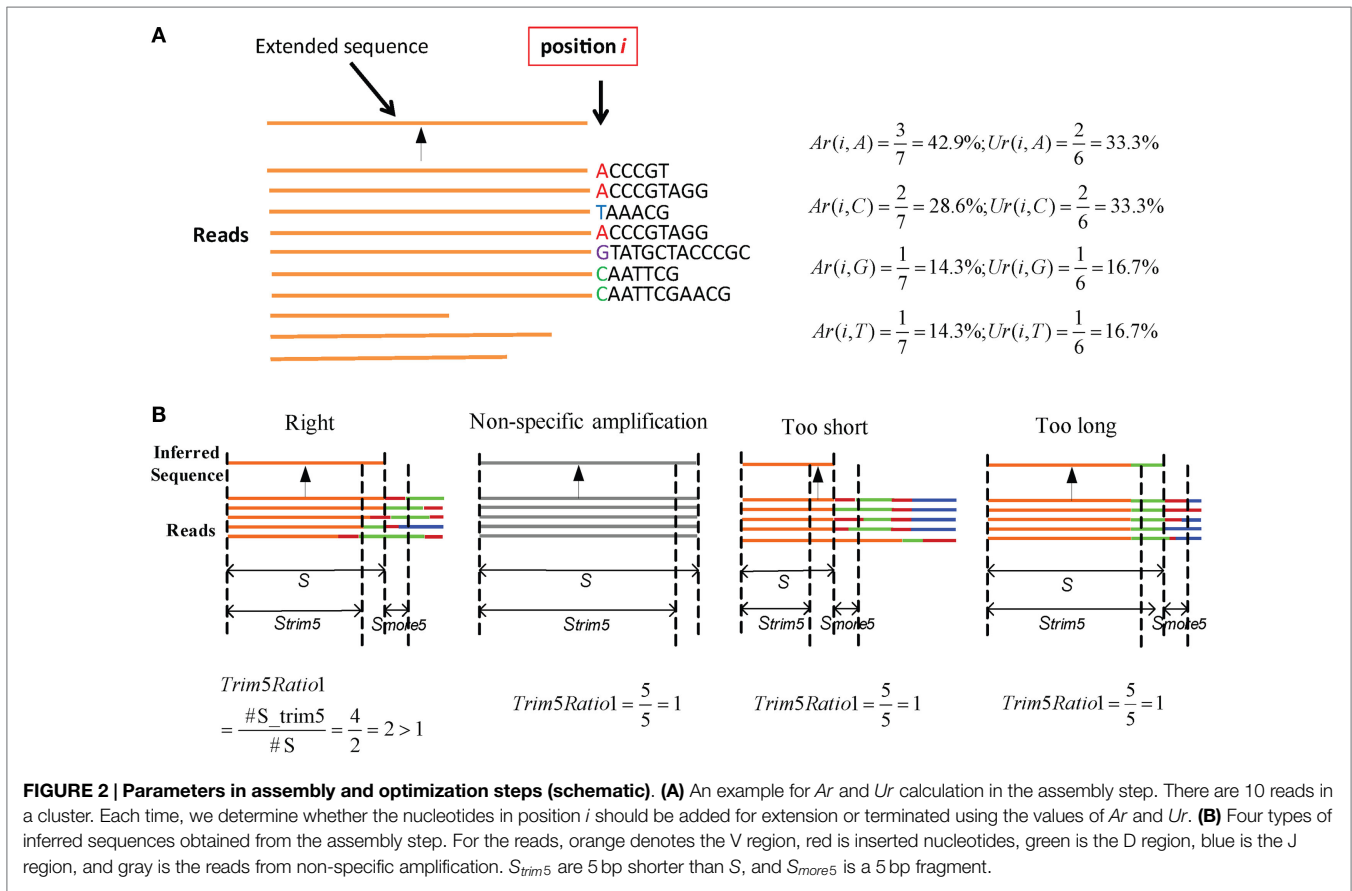 A
Extended sequence
position i
Reads
ACCCGT
ACCCGTAGG
TAAACG
ACCCGTAGG
GTATGCTACCCGC
CAATTCG
CAATTCGAACG
Ar(i, A) = 3/7 = 42.9%; Ur(i, A) = 2/6 = 33.3%
Ar(i, C) = 2/7 = 28.6%; Ur(i, C) = 2/6 = 33.3%
Ar(i, G) = 1/7 = 14.3%; Ur(i, G) = 1/6 = 16.7%
Ar(i, T) = 1/7 = 14.3%; Ur(i, T) = 1/6 = 16.7%
B
Right
Inferred
Sequence
Reads
S
Strim5
Smore5
Trim5Ratio1
= #S_trim5/#S = 4/2 = 2 > 1
Non-specific amplification
S
Strim5
Trim5Ratio1 = 5/5 = 1
Too short
S
Strim5
Smore5
Trim5Ratio1 = 5/5 = 1
Too long
S
Strim5
Smore5
Trim5Ratio1 = 5/5 = 1
FIGURE 2 | Parameters in assembly and optimization steps (schematic). (A) An example for Ar and Ur calculation in the assembly step. There are 10 reads in
a cluster. Each time, we determine whether the nucleotides in position i should be added for extension or terminated using the values of Ar and Ur. (B) Four types of
inferred sequences obtained from the assembly step. For the reads, orange denotes the V region, red is inserted nucleotides, green is the D region, blue is the J
region, and gray is the reads from non-specific amplification. Strim5 are 5 bp shorter than S, and Smore5 is a 5 bp fragment.